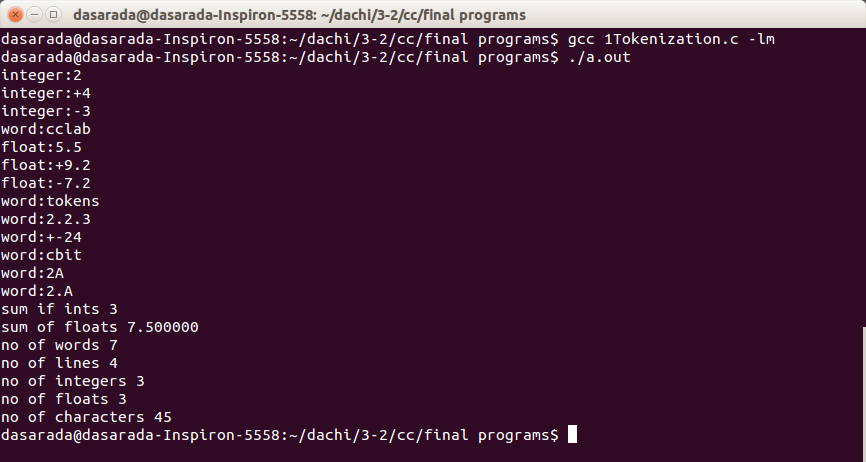 dasarada@dasarada-Inspiron-5558: ~/dachi/3-2/cc/final programs
dasarada@dasarada-Inspiron-5558:~/dachi/3-2/cc/final programs$ gcc 1Tokenization.c -lm
dasarada@dasarada-Inspiron-5558:~/dachi/3-2/cc/final programs$ ./a.out
integer:2
integer:+4
integer:-3
word:cclab
float:5.5
float:+9.2
float:-7.2
word:tokens
word:2.2.3
word:+-24
word:cbit
word:2A
word:2.A
sum if ints 3
sum of floats 7.500000
no of words 7
no of lines 4
no of integers 3
no of floats 3
no of characters 45
dasarada@dasarada-Inspiron-5558:~/dachi/3-2/cc/final programs$